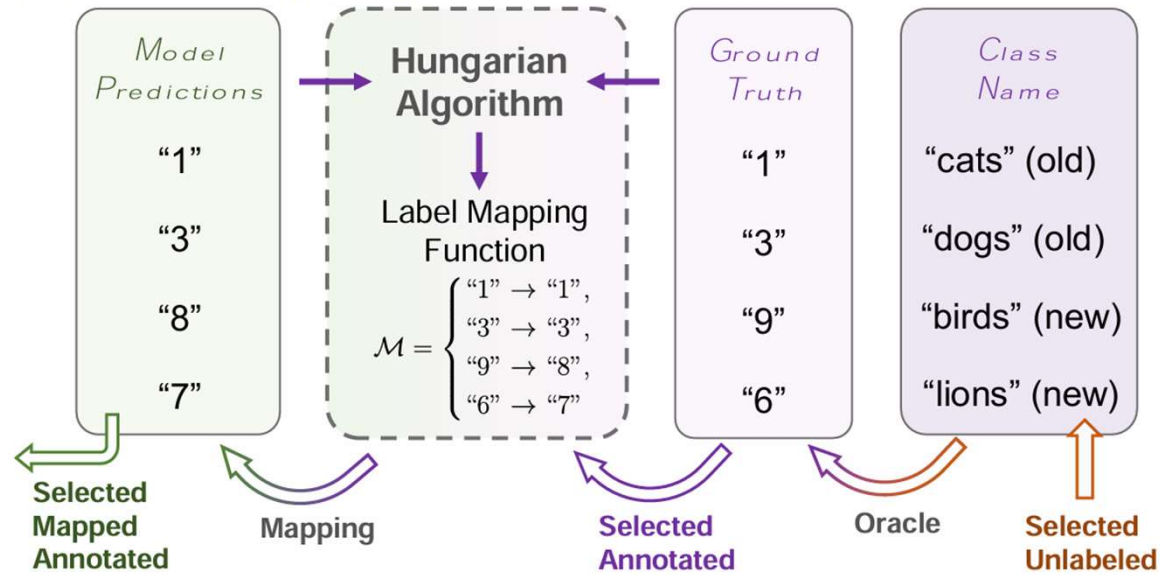 Model
Predictions
“1”
“3”
“8”
“7”
Hungarian
Algorithm
Label Mapping
Function
ℳ = { “1” → “1”,
“3” → “3”,
“9” → “8”,
“6” → “7”
Ground
Truth
“1”
“3”
“9”
“6”
Class
Name
“cats” (old)
“dogs” (old)
“birds” (new)
“lions” (new)
Selected
Mapped
Annotated
Mapping
Selected
Annotated
Oracle
Selected
Unlabeled